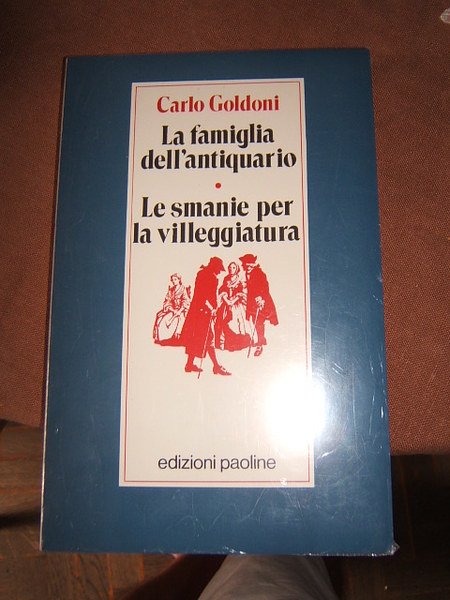 Carlo Goldoni
La famiglia
dell'antiquario
•
Le smanie per
la villeggiatura
edizioni paoline